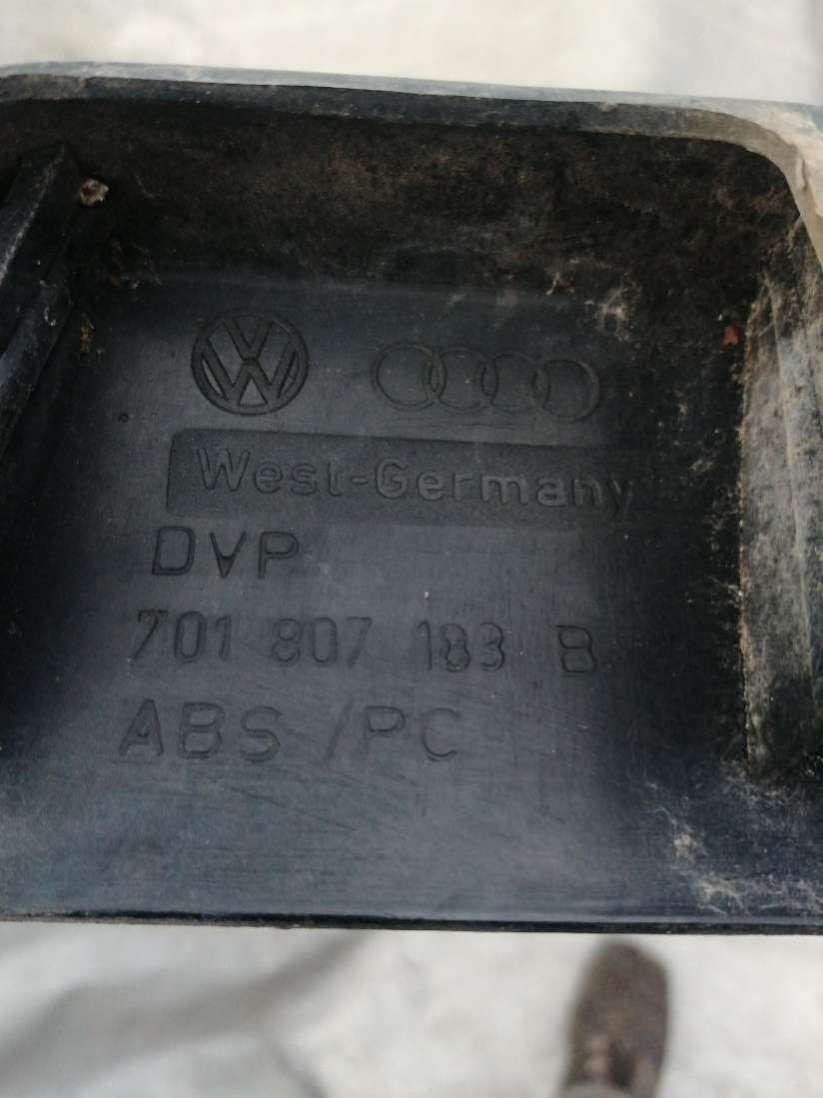 West-Germany
DVP
701 807 183 B
ABS /PC